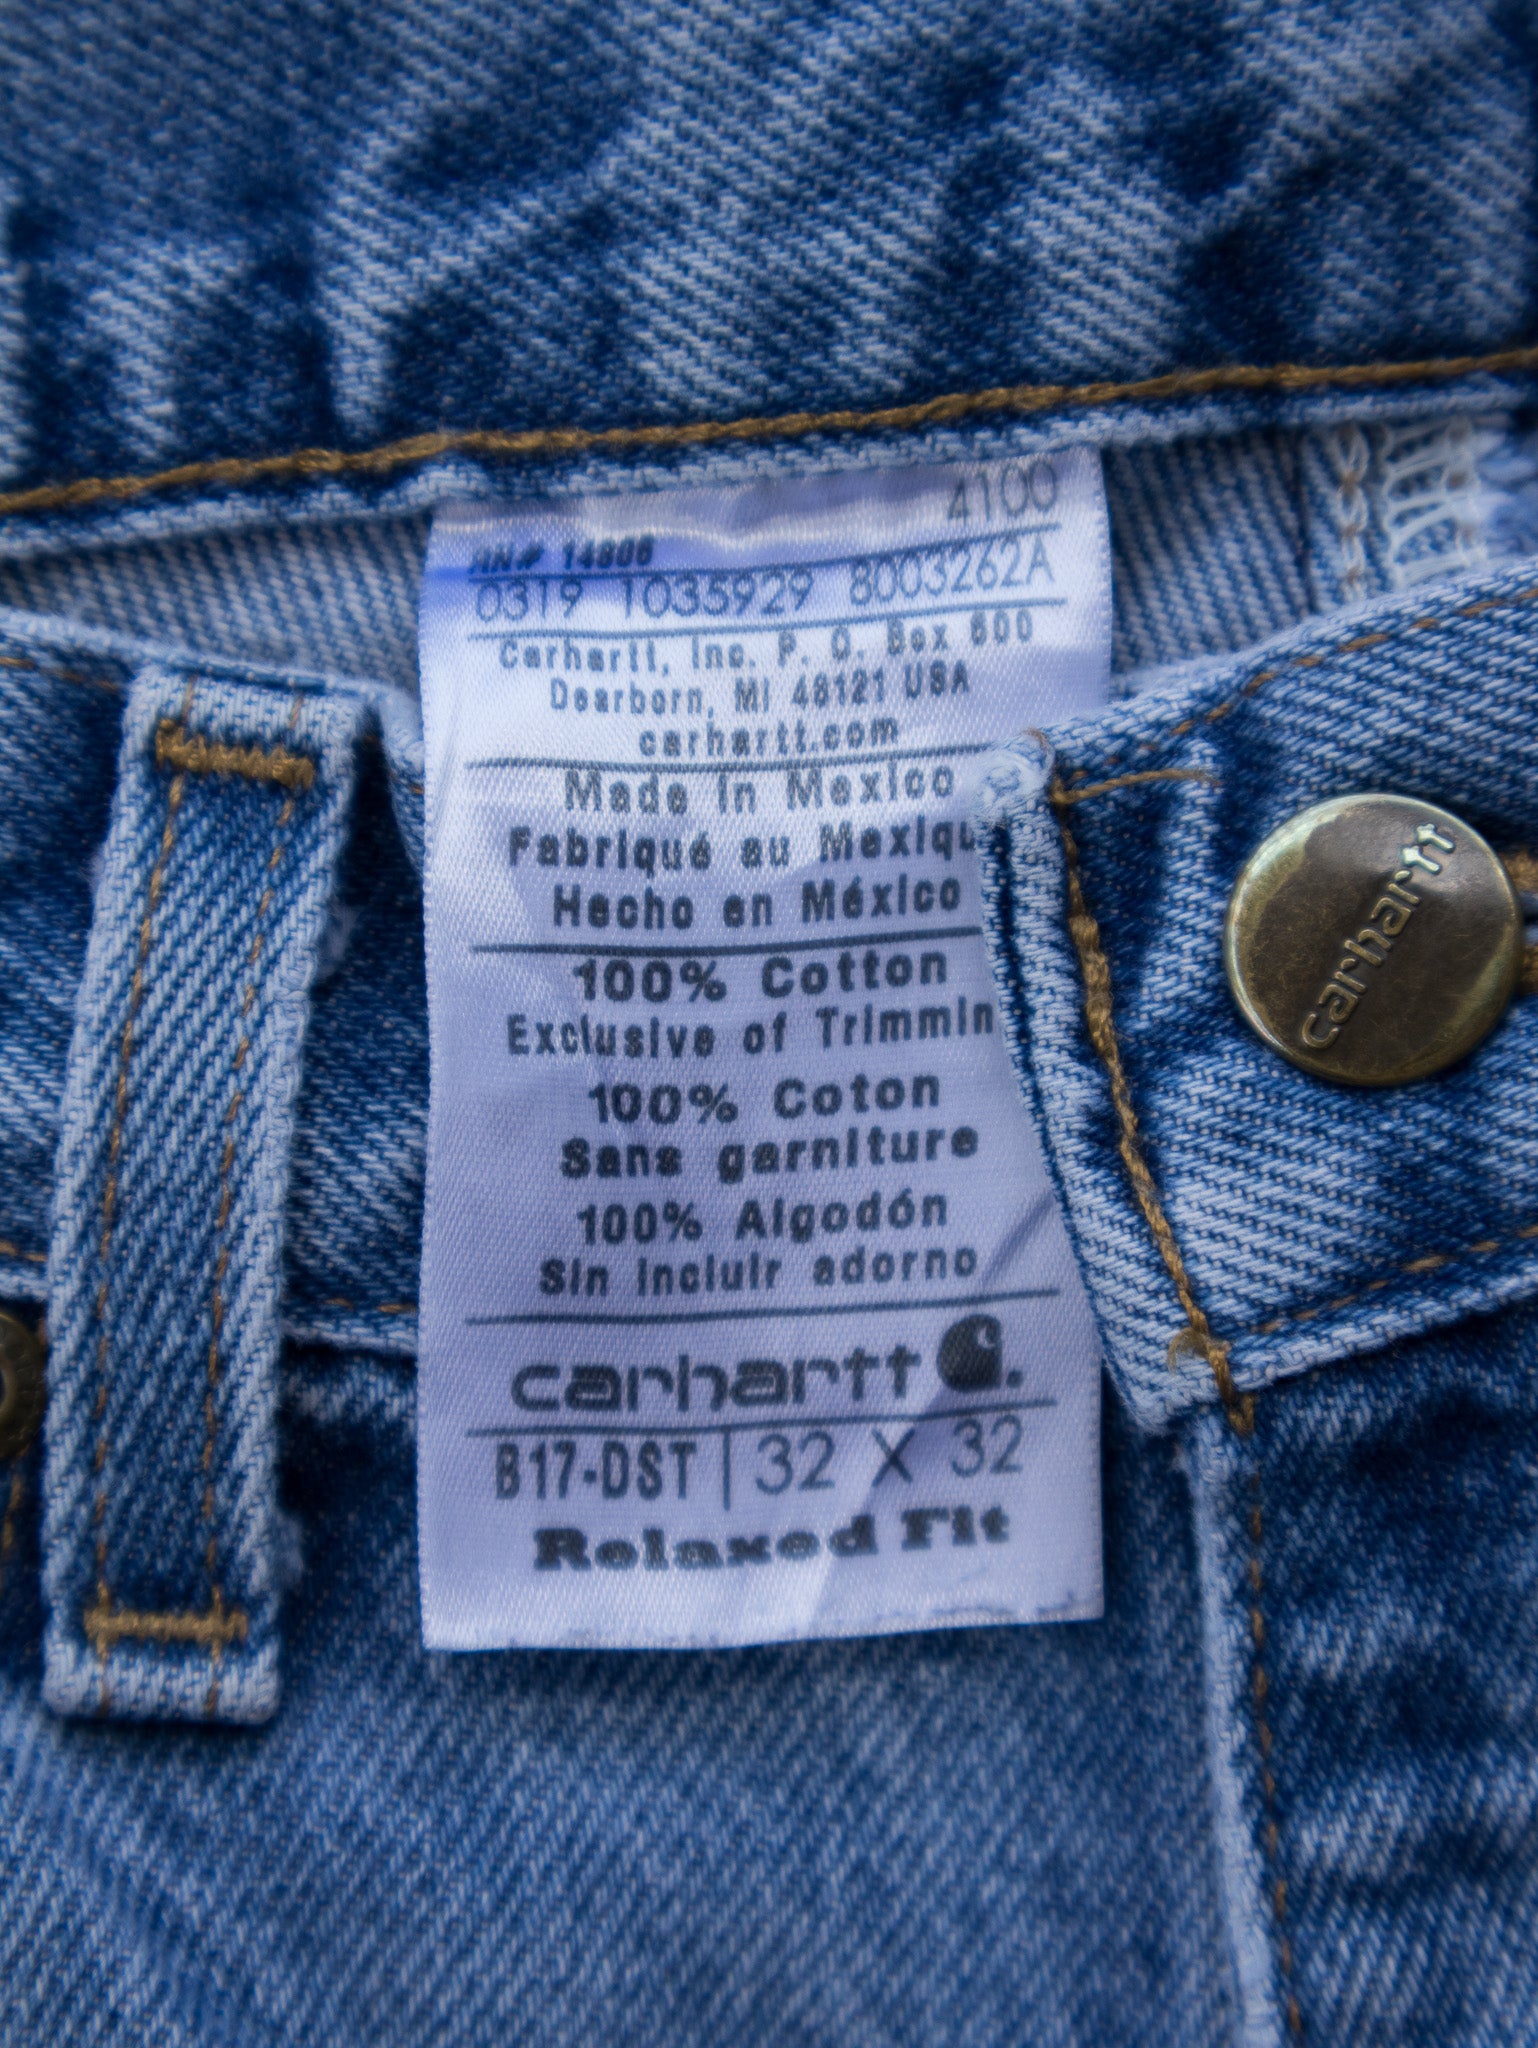 4100
RN# 14806
0319 1035929 8003262A
Carhartt, Inc. P. O. Box 600
Dearborn, MI 48121 USA
carhartt.com
Made in Mexico
Fabriqué au Mexiqu
Hecho en México
100% Cotton
Exclusive of Trimmin
100% Coton
Sans garniture
100% Algodón
Sin incluir adorno
carhartt
B17-DST | 32 X 32
Relaxed Fit
carhartt